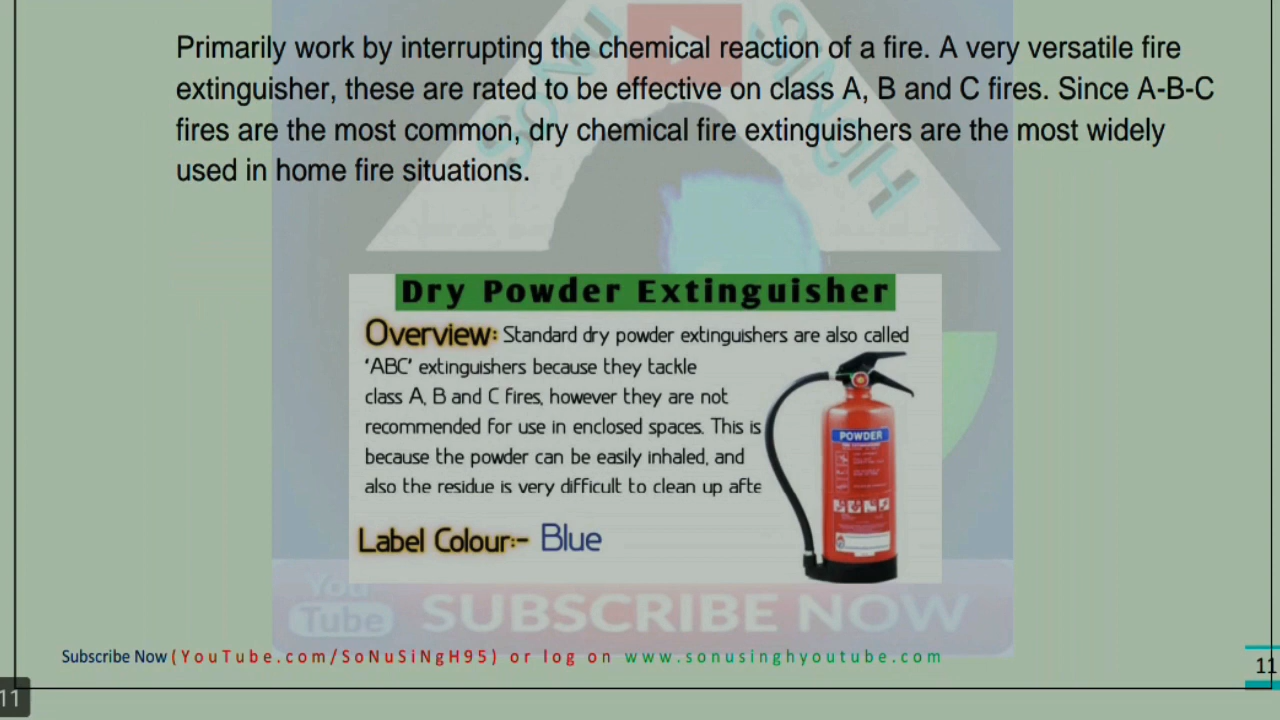 Primarily work by interrupting the chemical reaction of a fire. A very versatile fire
extinguisher, these are rated to be effective on class A, B and C fires. Since A-B-C
fires are the most common, dry chemical fire extinguishers are the most widely
used in home fire situations.
SONU SINGH
Dry Powder Extinguisher
Overview: Standard dry powder extinguishers are also called
'ABC' extinguishers because they tackle
class A, B and C fires, however they are not
recommended for use in enclosed spaces. This is
because the powder can be easily inhaled, and
also the residue is very difficult to clean up afte
POWDER
Label Colour:- Blue
You
Tube SUBSCRIBE NOW
Subscribe Now (YouTube.com/SoNuSiNgH95) or log on www.sonusinghyoutube.com
11
11